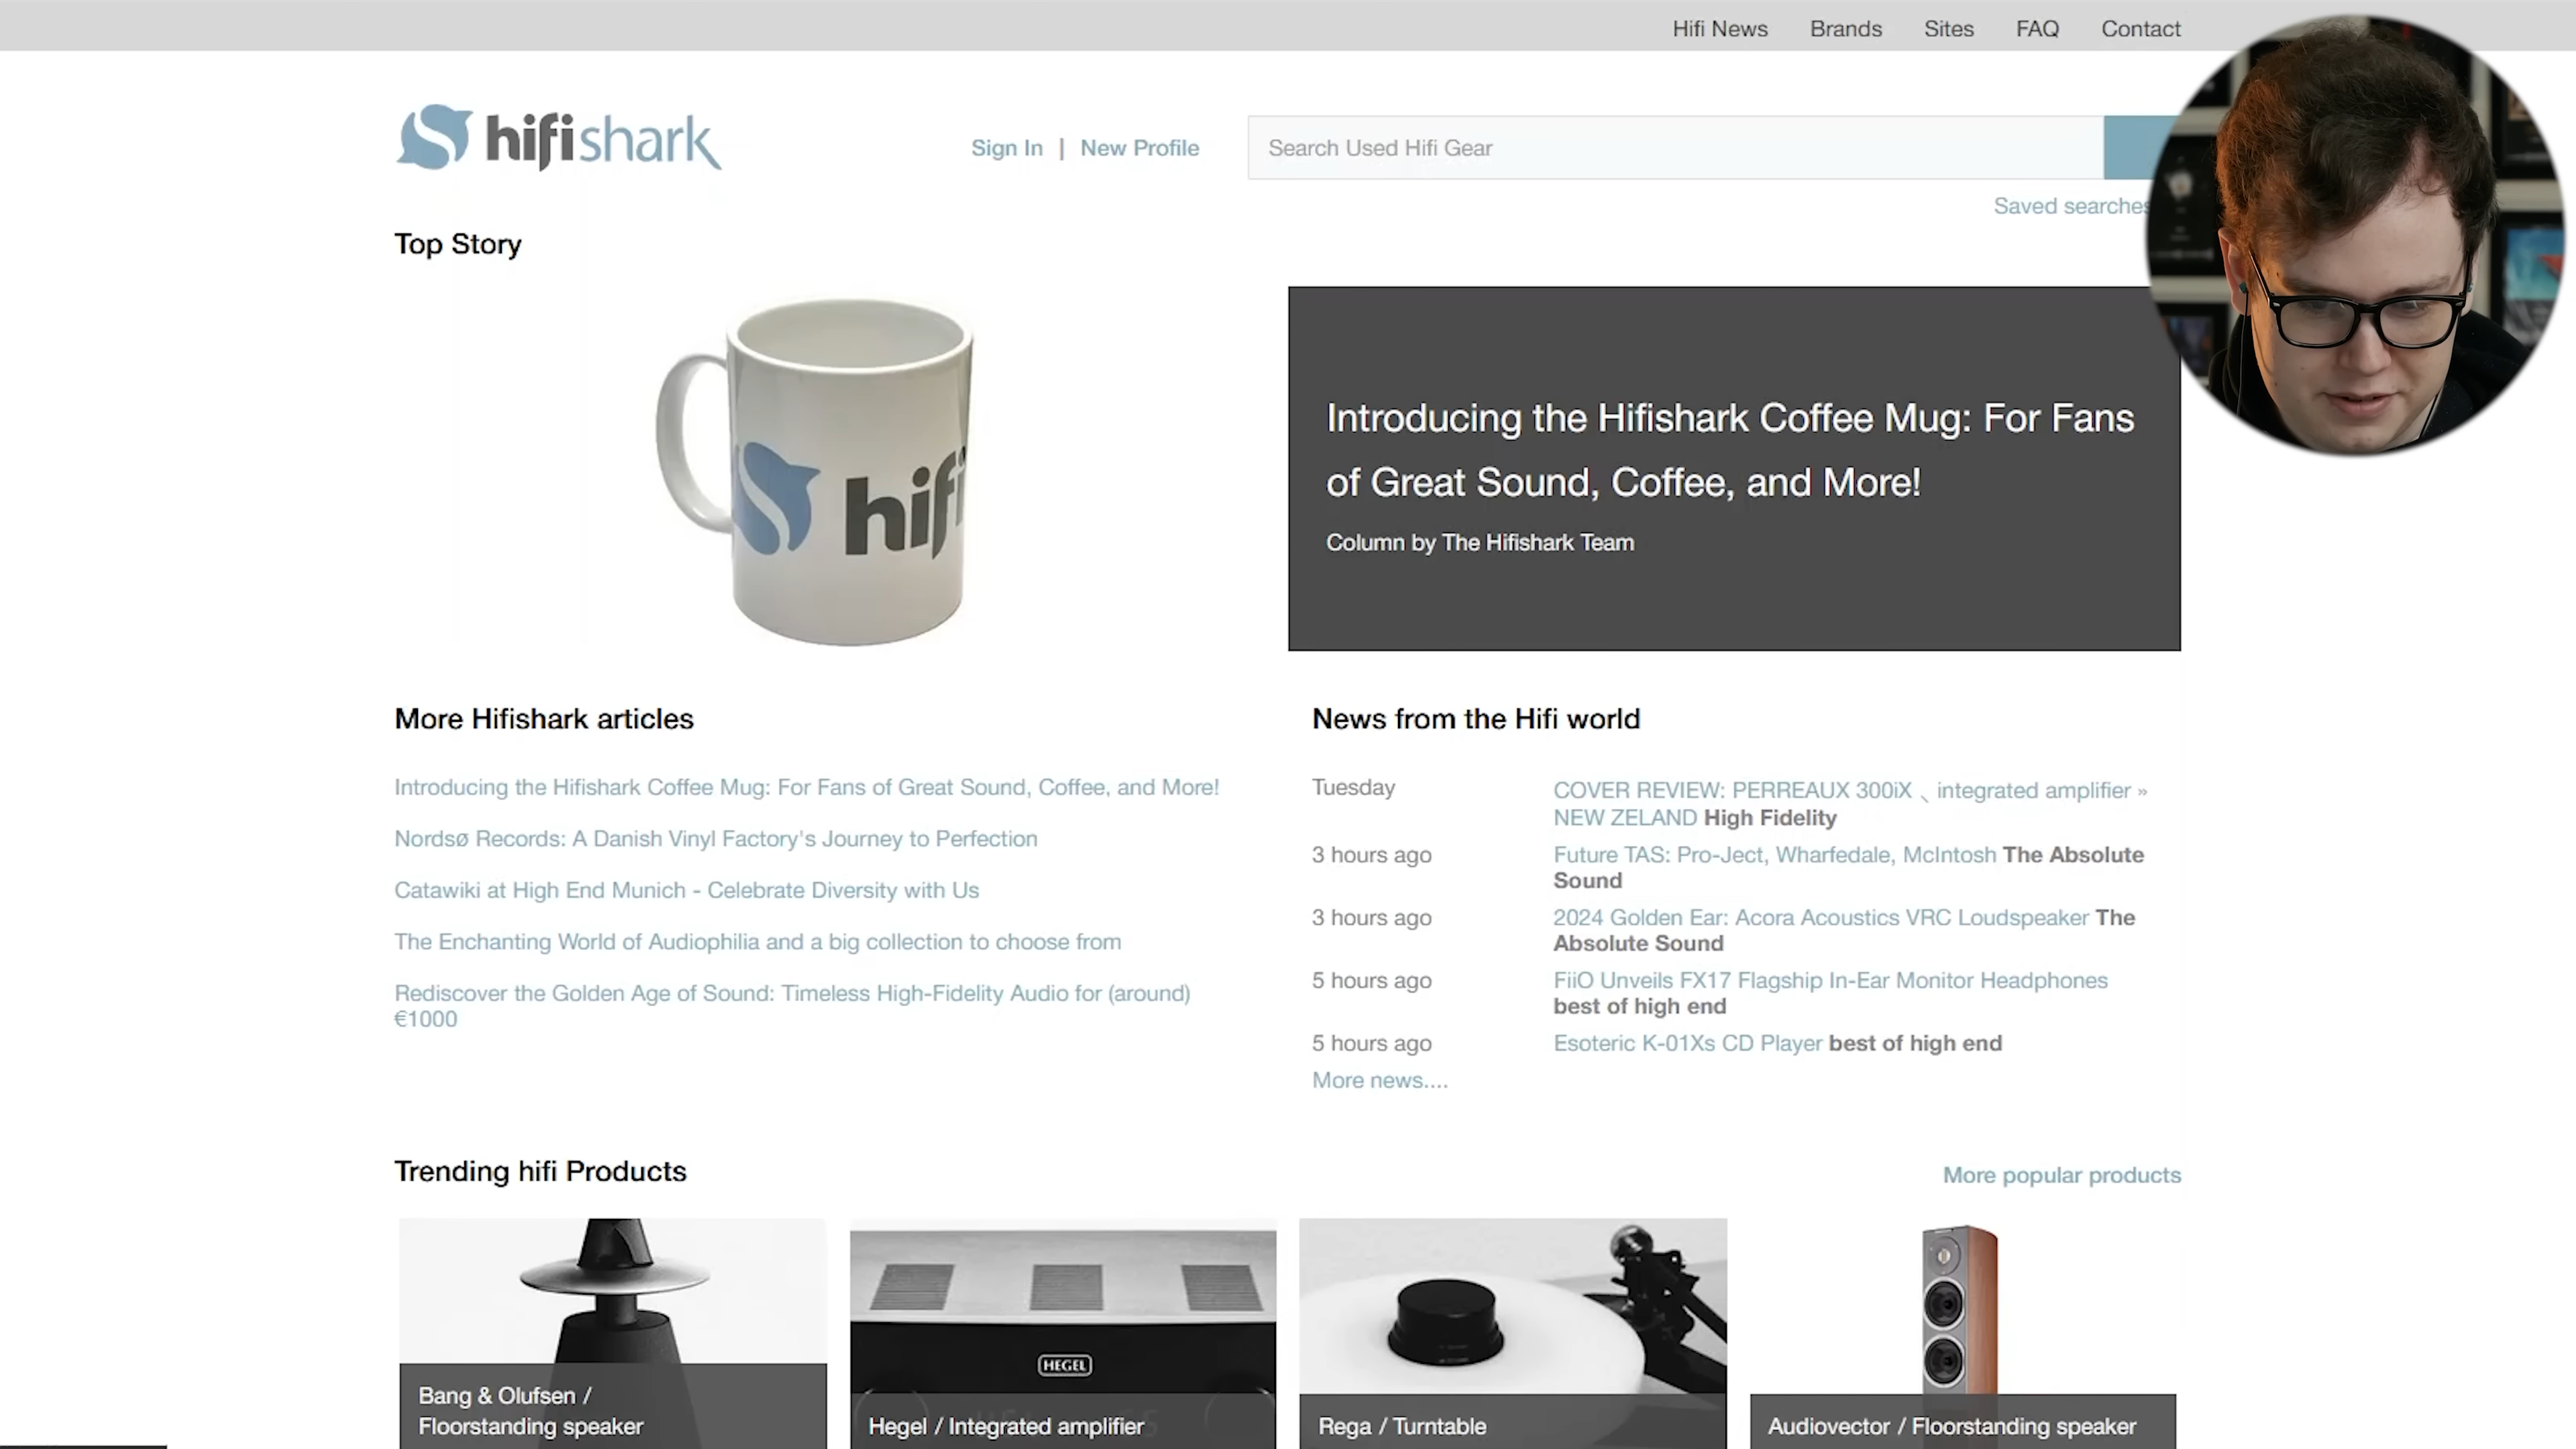 Hifi News
Brands
Sites
FAQ
Contact
hifishark
Sign In | New Profile
Search Used Hifi Gear
Saved searches
Top Story
hifi
Introducing the Hifishark Coffee Mug: For Fans
of Great Sound, Coffee, and More!
Column by The Hifishark Team
More Hifishark articles
Introducing the Hifishark Coffee Mug: For Fans of Great Sound, Coffee, and More!
Nordsø Records: A Danish Vinyl Factory's Journey to Perfection
Catawiki at High End Munich - Celebrate Diversity with Us
The Enchanting World of Audiophilia and a big collection to choose from
Rediscover the Golden Age of Sound: Timeless High-Fidelity Audio for (around)
€1000
News from the Hifi world
Tuesday
COVER REVIEW: PERREAUX 300iX ⸜ integrated amplifier »
NEW ZELAND High Fidelity
3 hours ago
Future TAS: Pro-Ject, Wharfedale, McIntosh The Absolute
Sound
3 hours ago
2024 Golden Ear: Acora Acoustics VRC Loudspeaker The
Absolute Sound
5 hours ago
FiiO Unveils FX17 Flagship In-Ear Monitor Headphones
best of high end
5 hours ago
Esoteric K-01Xs CD Player best of high end
More news....
Trending hifi Products
More popular products
Bang & Olufsen /
Floorstanding speaker
HEGEL
Hegel / Integrated amplifier
Rega / Turntable
Audiovector / Floorstanding speaker